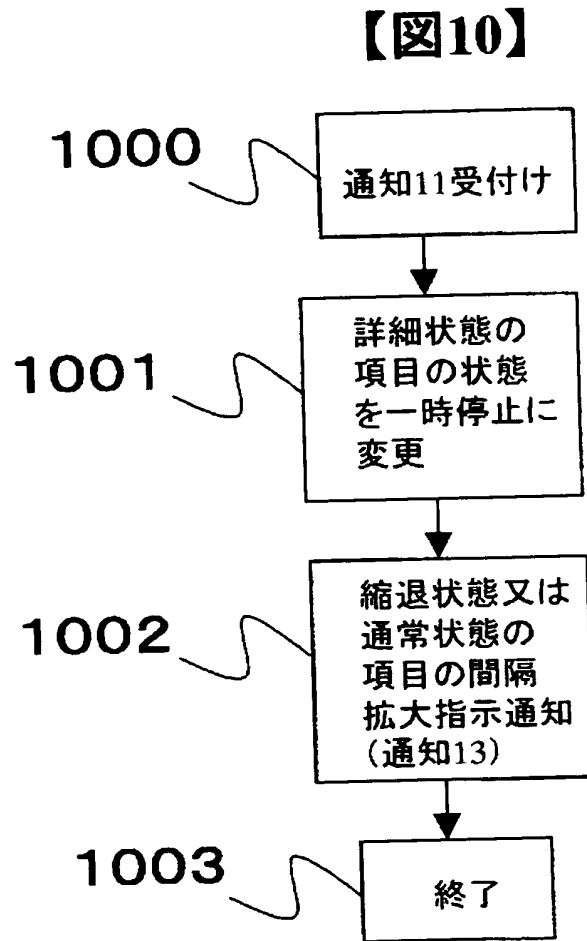 【図10】
1000
通知11受付け
1001
詳細状態の
項目の状態
を一時停止に
変更
1002
縮退状態又は
通常状態の
項目の間隔
拡大指示通知
(通知13)
1003
終了